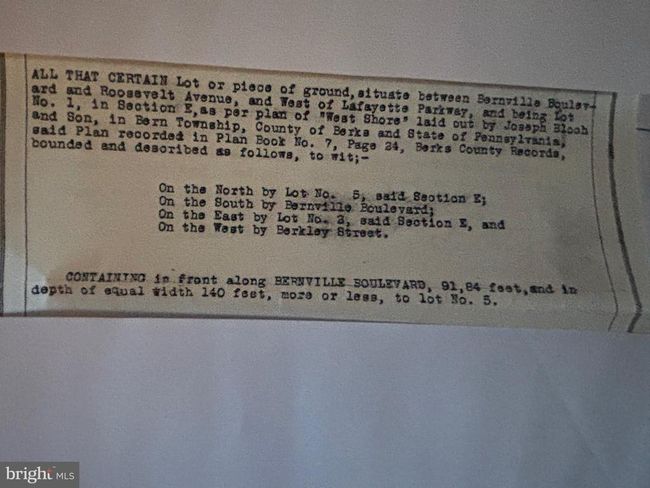 ALL THAT CERTAIN Lot or piece of ground,situate between Bernville Boulev-
ard and Roosevelt Avenue, and West of Lafayette Parkway, and being Lot
No. 1, in Section E,as per plan of "West Shore" laid out by Joseph Bloch
and Son, in Bern Township, County of Berks and State of Pennsylvania,
said Plan recorded in Plan Book No. 7, Page 24, Berks County Records,
bounded and described as follows, to wit;-
On the North by Lot No. 5, said Section E;
On the South by Bernville Boulevard;
On the East by Lot No. 2, said Section E, and
On the West by Berkley Street.
CONTAINING in front along BERNVILLE BOULEVARD, 91,84 feet,and in
depth of equal width 140 feet, more or less, to lot No. 5.
bright MLS